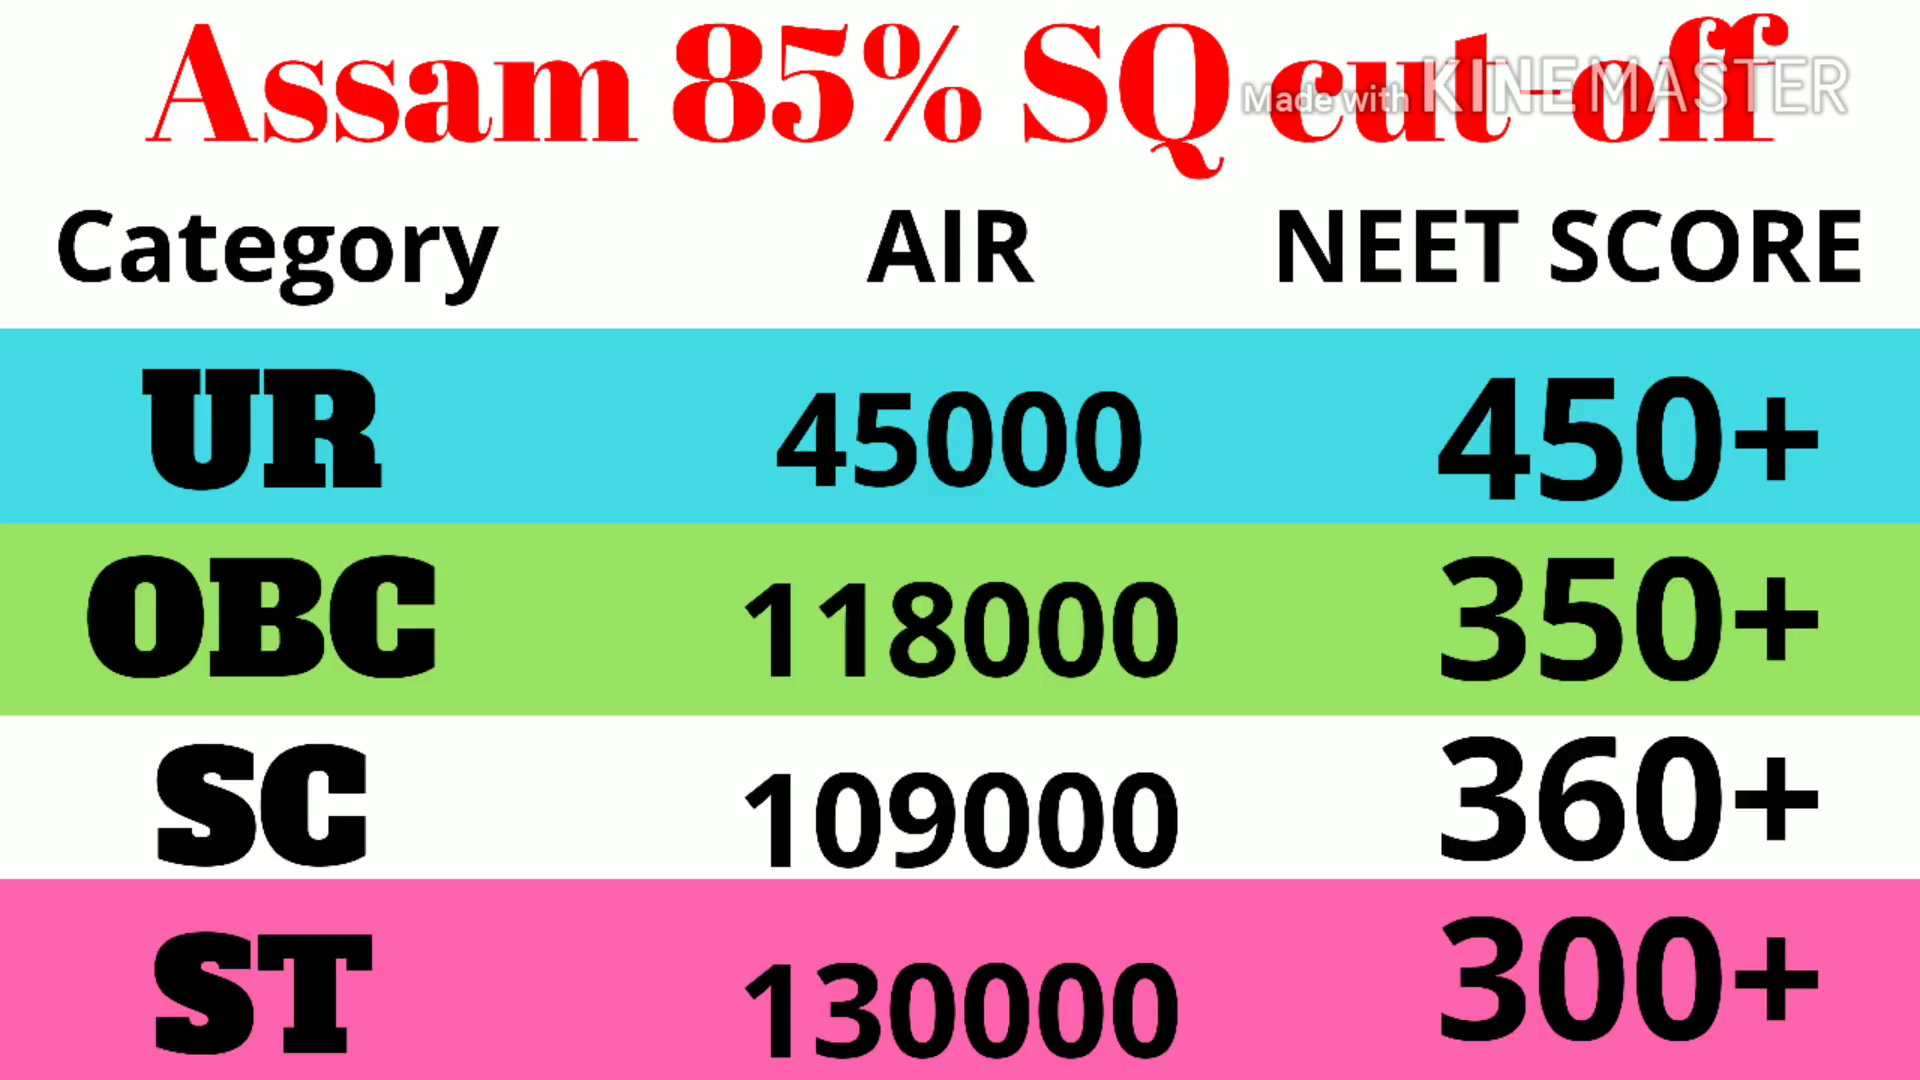 Assam 85% SQ cut-off
Made with KINEMASTER
Category AIR NEET SCORE
UR 45000 450+
OBC 118000 350+
SC 109000 360+
ST 130000 300+